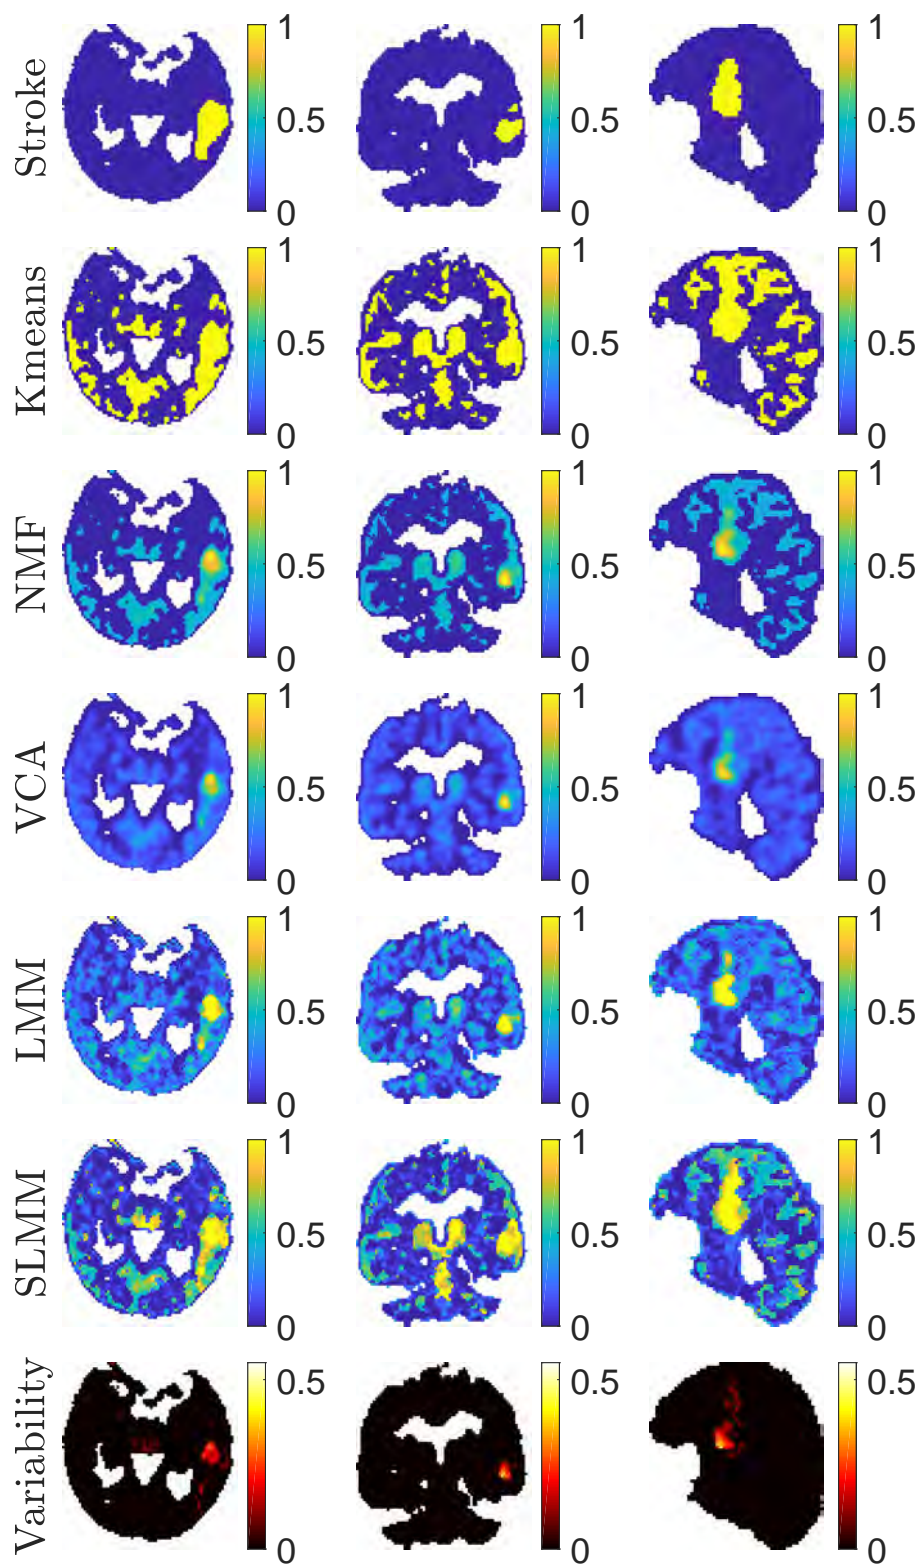 Stroke 1 0.5 0 1 0.5 0 1 0.5 0
Kmeans 1 0.5 0 1 0.5 0 1 0.5 0
NMF 1 0.5 0 1 0.5 0 1 0.5 0
VCA 1 0.5 0 1 0.5 0 1 0.5 0
LMM 1 0.5 0 1 0.5 0 1 0.5 0
SLMM 1 0.5 0 1 0.5 0 1 0.5 0
Variability 0.5 0 0.5 0 0.5 0